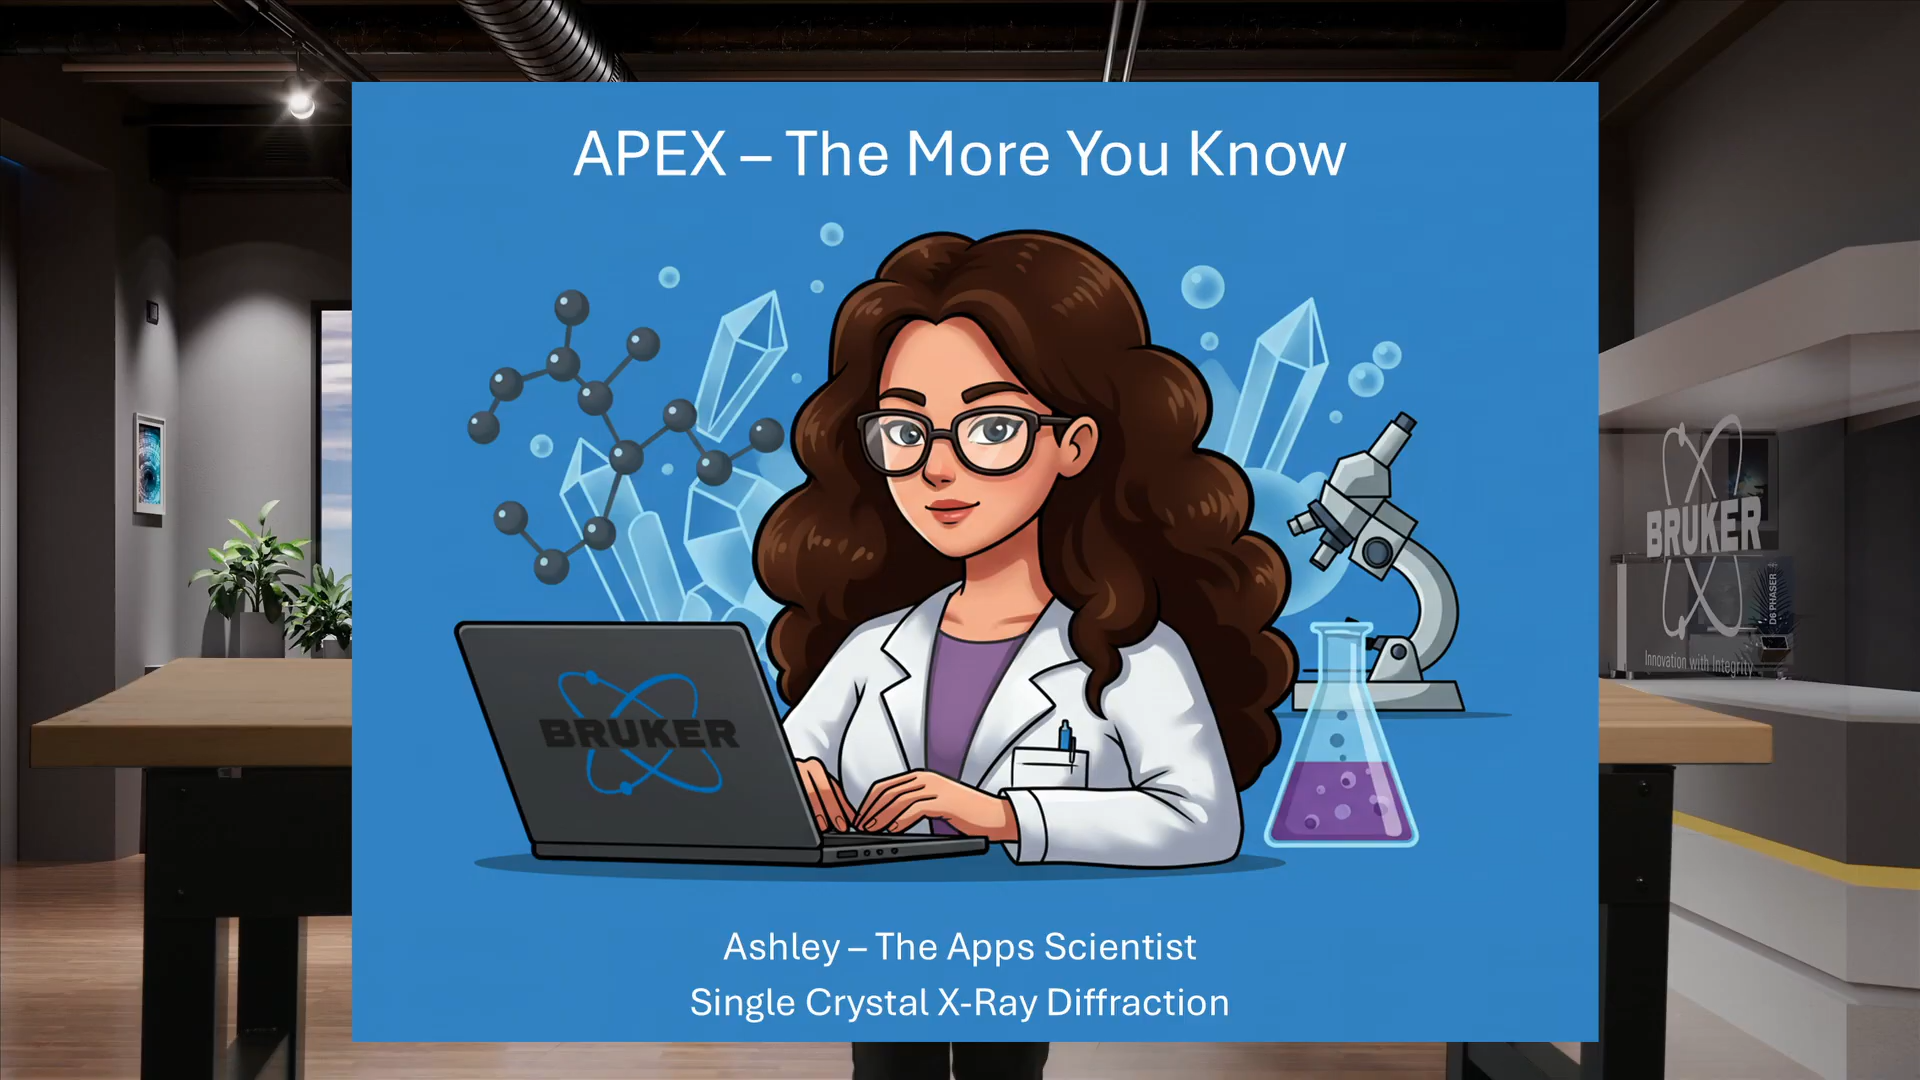 APEX – The More You Know
BRUKER
Ashley – The Apps Scientist
Single Crystal X-Ray Diffraction
BRUKER
Innovation with Integrity
D6 PHASER